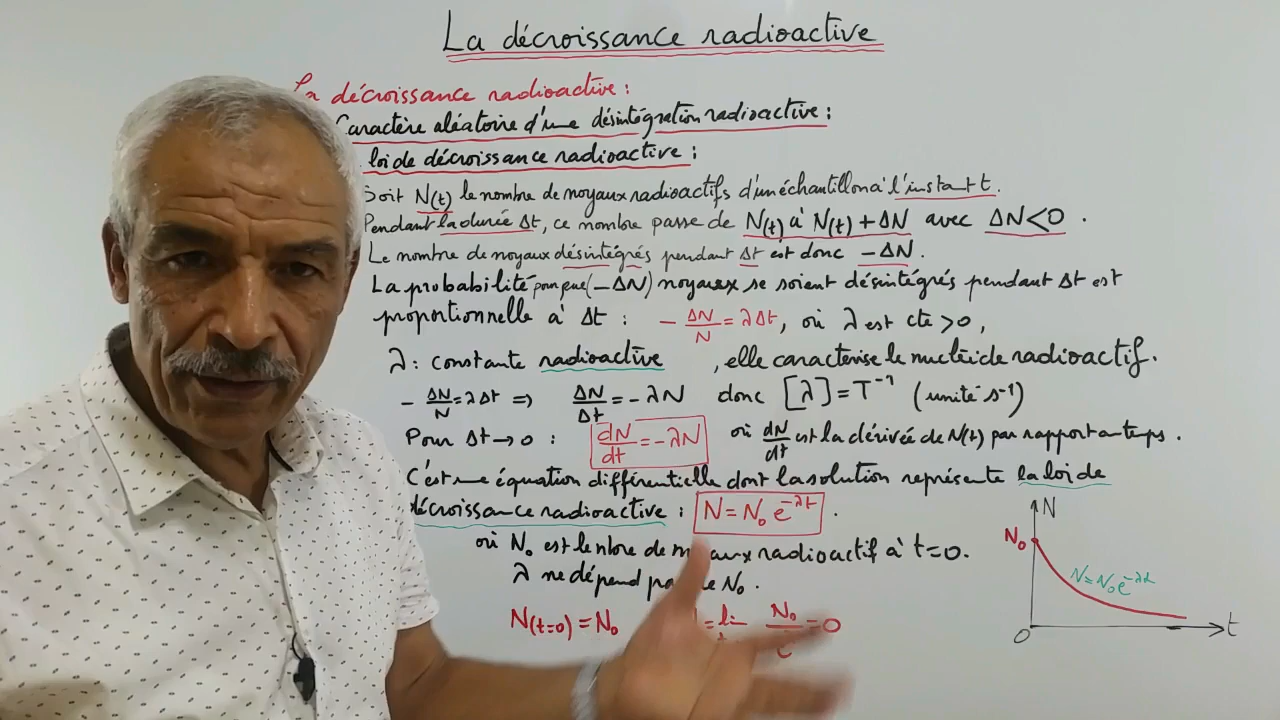 La décroissance radioactive
La décroissance radioactive :
Caractère aléatoire d'une désintégration radioactive :
loi de décroissance radioactive :
Soit N(t) le nombre de noyaux radioactifs d'un échantillon à l'instant t.
Pendant la durée Δt, ce nombre passe de N(t) à N(t) + ΔN avec ΔN < 0 .
Le nombre de noyaux désintégrés pendant Δt est donc - ΔN .
La probabilité pour que (- ΔN) noyaux se soient désintégrés pendant Δt est
proportionnelle à Δt : - ΔN/N = λ Δt, où λ est cte > 0 ,
λ : constante radioactive , elle caractérise le nucléide radioactif.
- ΔN/N = λ Δt ⇒ ΔN/Δt = - λN donc [λ] = T⁻¹ (unité s⁻¹)
Pour Δt → 0 : dN/dt = - λN où dN/dt est la dérivée de N(t) par rapport au temps .
C'est une équation différentielle dont la solution représente la loi de
décroissance radioactive : N = N₀ e^-λt .
où N₀ est le nbre de noyaux radioactif à t = 0.
λ ne dépend pas de N₀ .
N(t=0) = N₀ = lim N₀ = 0
N
N₀
N = N₀ e^-λt
O
t